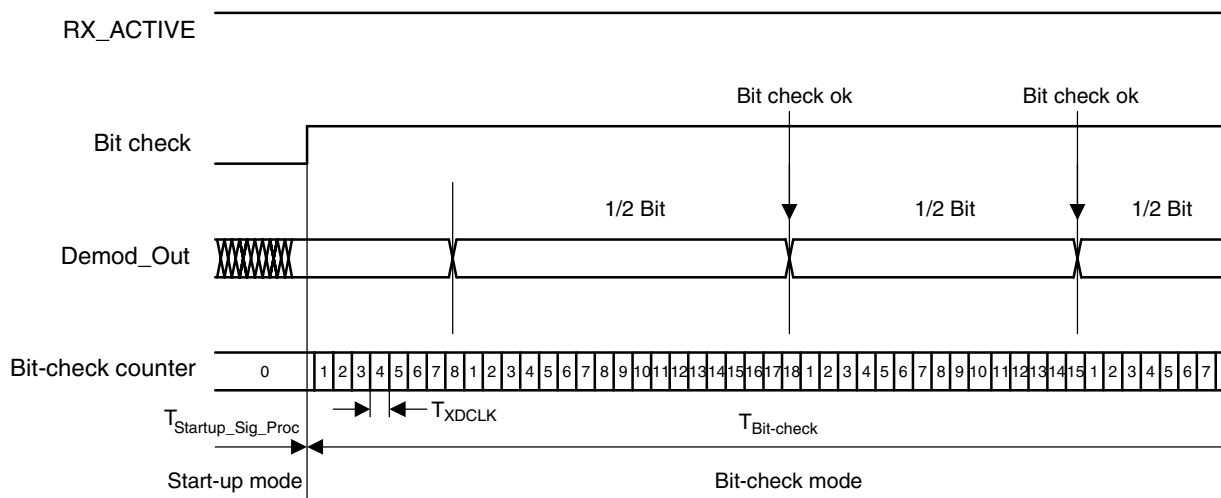 RX_ACTIVE
Bit check ok Bit check ok
Bit check
1/2 Bit 1/2 Bit 1/2 Bit
Demod_Out
Bit-check counter 0 1 2 3 4 5 6 7 8 1 2 3 4 5 6 7 8 9 10 11 12 13 14 15 16 17 18 1 2 3 4 5 6 7 8 9 10 11 12 13 14 15 1 2 3 4 5 6 7
TStartup_Sig_Proc TXDCLK TBit-check
Start-up mode Bit-check mode